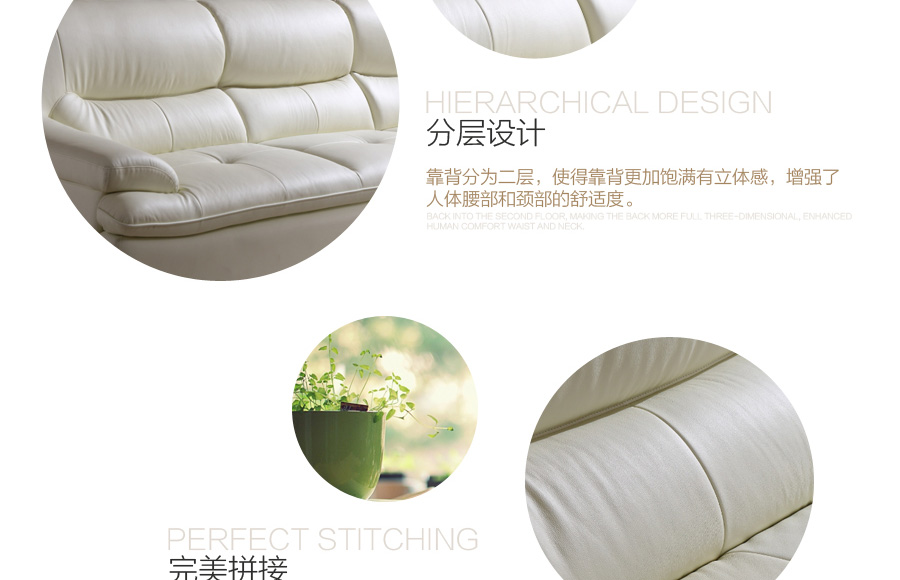 HIERARCHICAL DESIGN
分层设计
靠背分为二层，使得靠背更加饱满有立体感，增强了
人体腰部和颈部的舒适度。
BACK INTO THE SECOND FLOOR, MAKING THE BACK MORE FULL THREE-DIMENSIONAL, ENHANCED
HUMAN COMFORT WAIST AND NECK.
PERFECT STITCHING
完美拼接